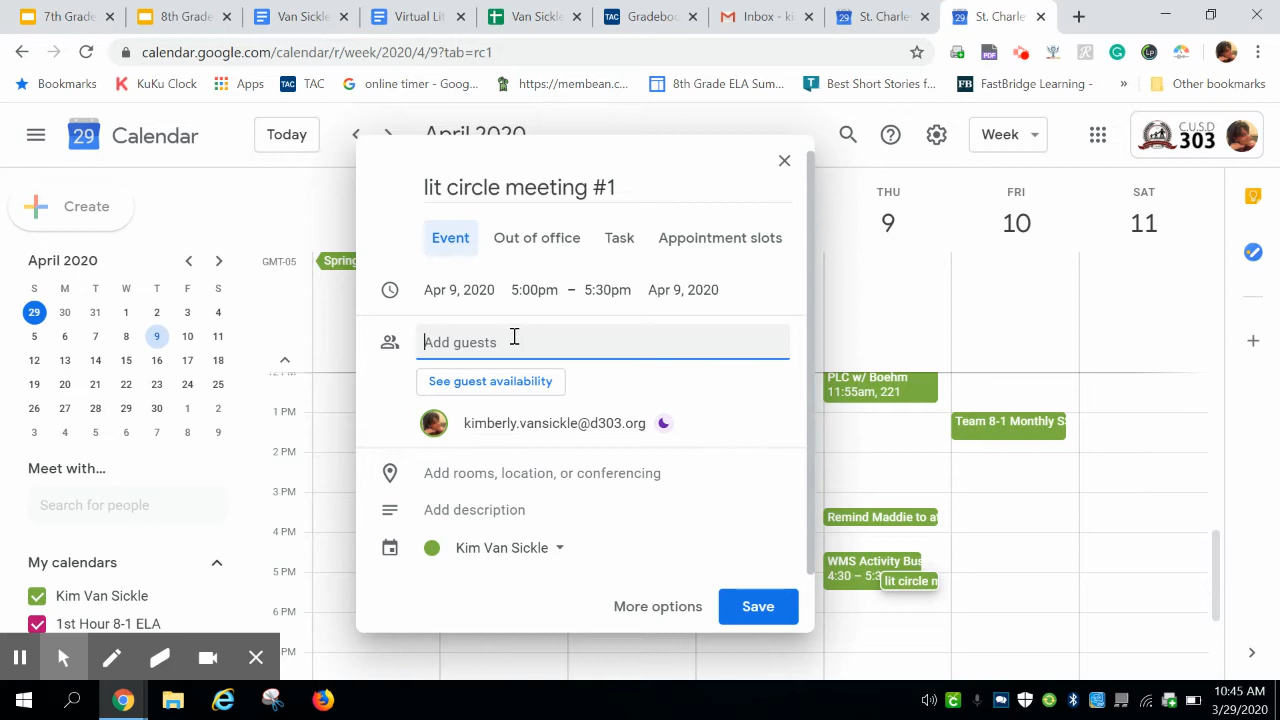 7th Grade
8th Grade
Van Sickle
Virtual Lit
Van Sickle
TAC Gradeboo
Inbox - ki
St. Charle
St. Charle
calendar.google.com/calendar/r/week/2020/4/9?tab=rc1
Bookmarks
KuKu Clock
Apps
TAC TAC
online timer - Goog...
https://membean.c...
8th Grade ELA Sum...
Best Short Stories f...
FB FastBridge Learning -
»
Other bookmarks
29 Calendar
Today
April 2020
Week
C.U.S.D
303
Create
lit circle meeting #1
Event
Out of office
Task
Appointment slots
THU
FRI
SAT
9
10
11
April 2020
GMT-05
Spring
S M T W T F S
29 30 31 1 2 3 4
5 6 7 8 9 10 11
12 13 14 15 16 17 18
19 20 21 22 23 24 25
26 27 28 29 30 1 2
3 4 5 6 7 8 9
Apr 9, 2020 5:00pm – 5:30pm Apr 9, 2020
Add guests
See guest availability
kimberly.vansickle@d303.org
Add rooms, location, or conferencing
Add description
Kim Van Sickle
More options
Save
PLC w/ Boehm
11:55am, 221
Team 8-1 Monthly S
Remind Maddie to a
WMS Activity Bus
4:30 – 5:3
lit circle m
1 PM
2 PM
3 PM
4 PM
5 PM
6 PM
PM
Meet with...
Search for people
My calendars
Kim Van Sickle
1st Hour 8-1 ELA
10:45 AM
3/29/2020